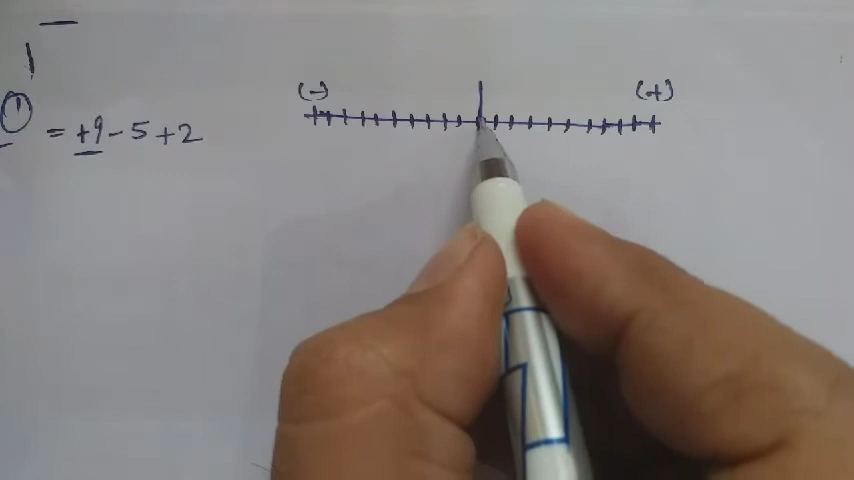 (-) (+)
① = +9 - 5 + 2